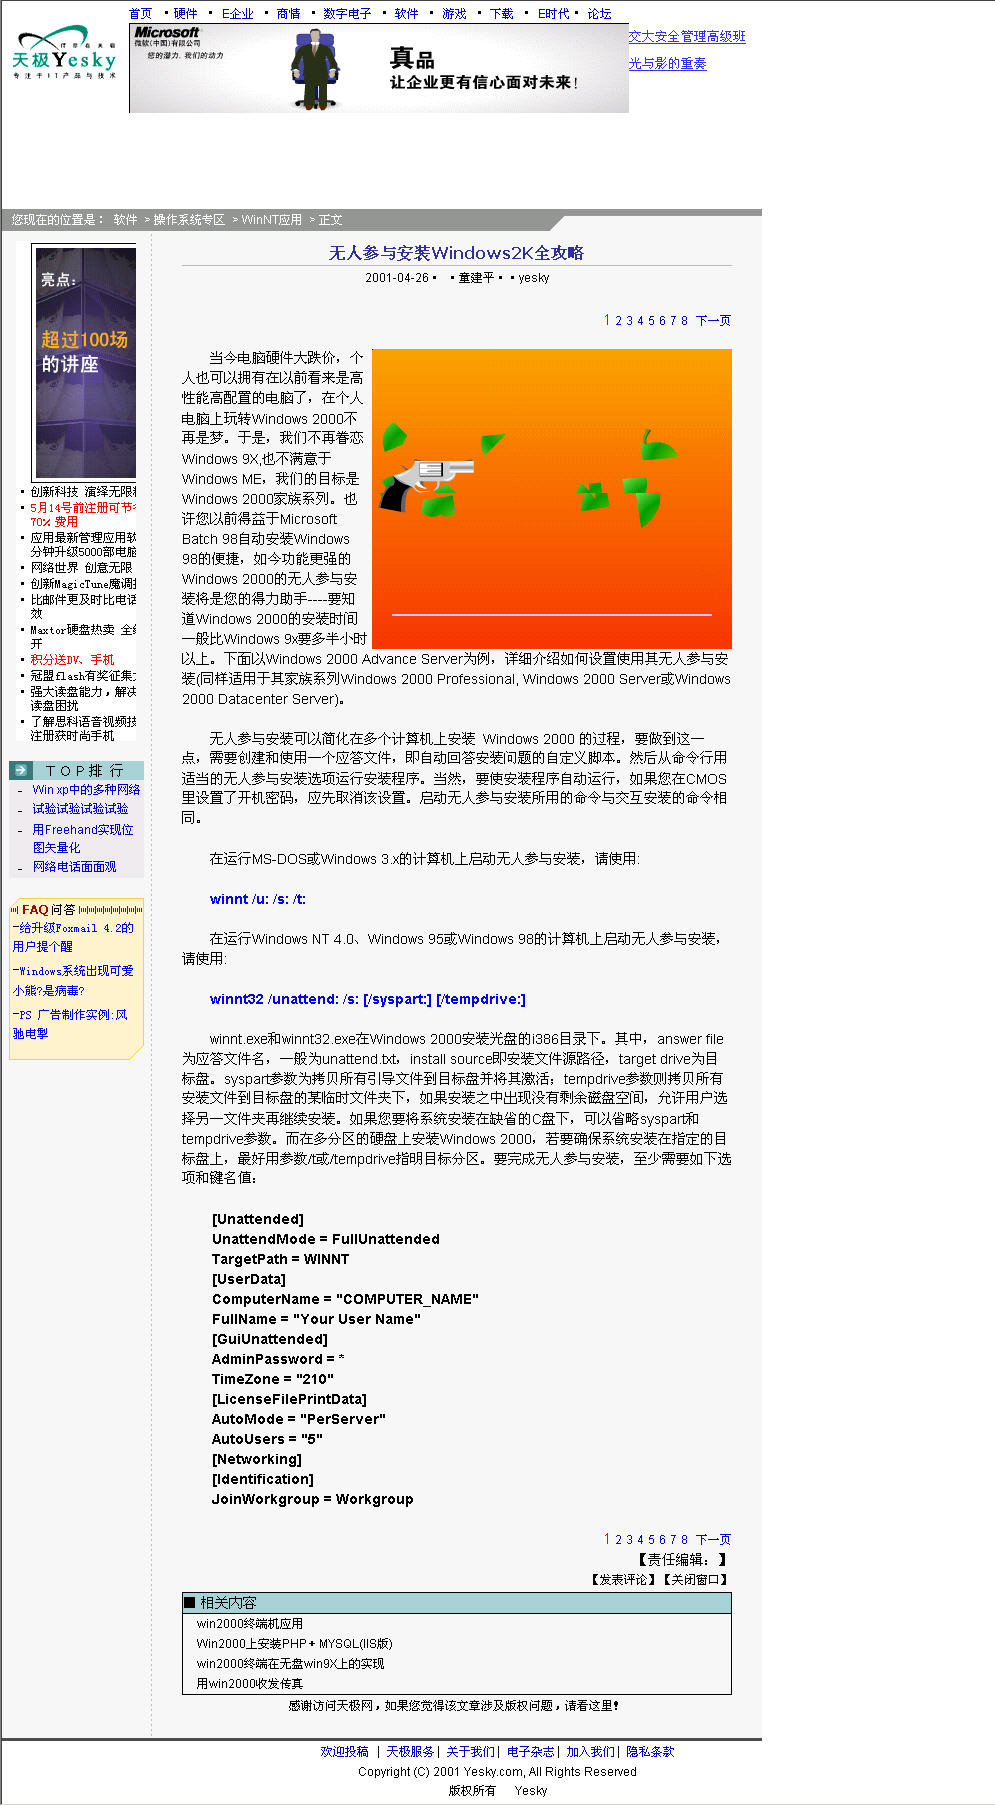 首页 ・硬件 ・ E企业 ・商情 ・数字电子 ・ 软件 ・游戏 ・下载 ・ E时代・ 论坛
天极Yesky
专注于IT产品与技术
Microsoft
微软(中国)有限公司
您的潜力. 我们的动力
真品
让企业更有信心面对未来!
交大安全管理高级班
光与影的重奏
您现在的位置是: 软件 > 操作系统专区 > WinNT应用 > 正文
亮点:
超过100场
的讲座
・创新科技 演绎无限
・5月14号前注册可节
70% 费用
・应用最新管理应用软
分钟升级5000部电脑
・网络世界 创意无限
・创新MagicTune魔调
・比邮件更及时比电话
效
・Maxtor硬盘热卖 全
开
・积分送DV、手机
・冠盟flash有奖征集
・强大读盘能力,解决
读盘困扰
・了解思科语音视频技
注册获时尚手机
TOP排 行
- Win xp中的多种网络
- 试验试验试验试验
- 用Freehand实现位
图矢量化
- 网络电话面面观
FAQ 问答
-给升级Foxmail 4.2的
用户提个醒
-Windows系统出现可爱
小熊?是病毒?
-PS 广告制作实例:风
驰电掣
无人参与安装Windows2K全攻略
2001-04-26・ ・童建平・・yesky
1 2 3 4 5 6 7 8 下一页
当今电脑硬件大跌价,个
人也可以拥有在以前看来是高
性能高配置的电脑了,在个人
电脑上玩转Windows 2000不
再是梦。于是,我们不再眷恋
Windows 9X,也不满意于
Windows ME,我们的目标是
Windows 2000家族系列。也
许您以前得益于Microsoft
Batch 98自动安装Windows
98的便捷,如今功能更强的
Windows 2000的无人参与安
装将是您的得力助手----要知
道Windows 2000的安装时间
一般比Windows 9x要多半小时
以上。下面以Windows 2000 Advance Server为例,详细介绍如何设置使用其无人参与安
装(同样适用于其家族系列Windows 2000 Professional, Windows 2000 Server或Windows
2000 Datacenter Server)。
无人参与安装可以简化在多个计算机上安装 Windows 2000 的过程,要做到这一
点,需要创建和使用一个应答文件,即自动回答安装问题的自定义脚本。然后从命令行用
适当的无人参与安装选项运行安装程序。当然,要使安装程序自动运行,如果您在CMOS
里设置了开机密码,应先取消该设置。启动无人参与安装所用的命令与交互安装的命令相
同。
在运行MS-DOS或Windows 3.x的计算机上启动无人参与安装,请使用:
winnt /u: /s: /t:
在运行Windows NT 4.0、Windows 95或Windows 98的计算机上启动无人参与安装,
请使用:
winnt32 /unattend: /s: [/syspart:] [/tempdrive:]
winnt.exe和winnt32.exe在Windows 2000安装光盘的i386目录下。其中,answer file
为应答文件名,一般为unattend.txt,install source即安装文件源路径,target drive为目
标盘。syspart参数为拷贝所有引导文件到目标盘并将其激活;tempdrive参数则拷贝所有
安装文件到目标盘的某临时文件夹下,如果安装之中出现没有剩余磁盘空间,允许用户选
择另一文件夹再继续安装。如果您要将系统安装在缺省的C盘下,可以省略syspart和
tempdrive参数。而在多分区的硬盘上安装Windows 2000,若要确保系统安装在指定的目
标盘上,最好用参数/t或/tempdrive指明目标分区。要完成无人参与安装,至少需要如下选
项和键名值:
[Unattended]
UnattendMode = FullUnattended
TargetPath = WINNT
[UserData]
ComputerName = "COMPUTER_NAME"
FullName = "Your User Name"
[GuiUnattended]
AdminPassword = *
TimeZone = "210"
[LicenseFilePrintData]
AutoMode = "PerServer"
AutoUsers = "5"
[Networking]
[Identification]
JoinWorkgroup = Workgroup
1 2 3 4 5 6 7 8 下一页
【责任编辑: 】
【发表评论】【关闭窗口】
■ 相关内容
win2000终端机应用
Win2000上安装PHP + MYSQL(IIS版)
win2000终端在无盘win9X上的实现
用win2000收发传真
感谢访问天极网,如果您觉得该文章涉及版权问题,请看这里!
欢迎投稿 | 天极服务 | 关于我们 | 电子杂志 | 加入我们 | 隐私条款
Copyright (C) 2001 Yesky.com, All Rights Reserved
版权所有 Yesky